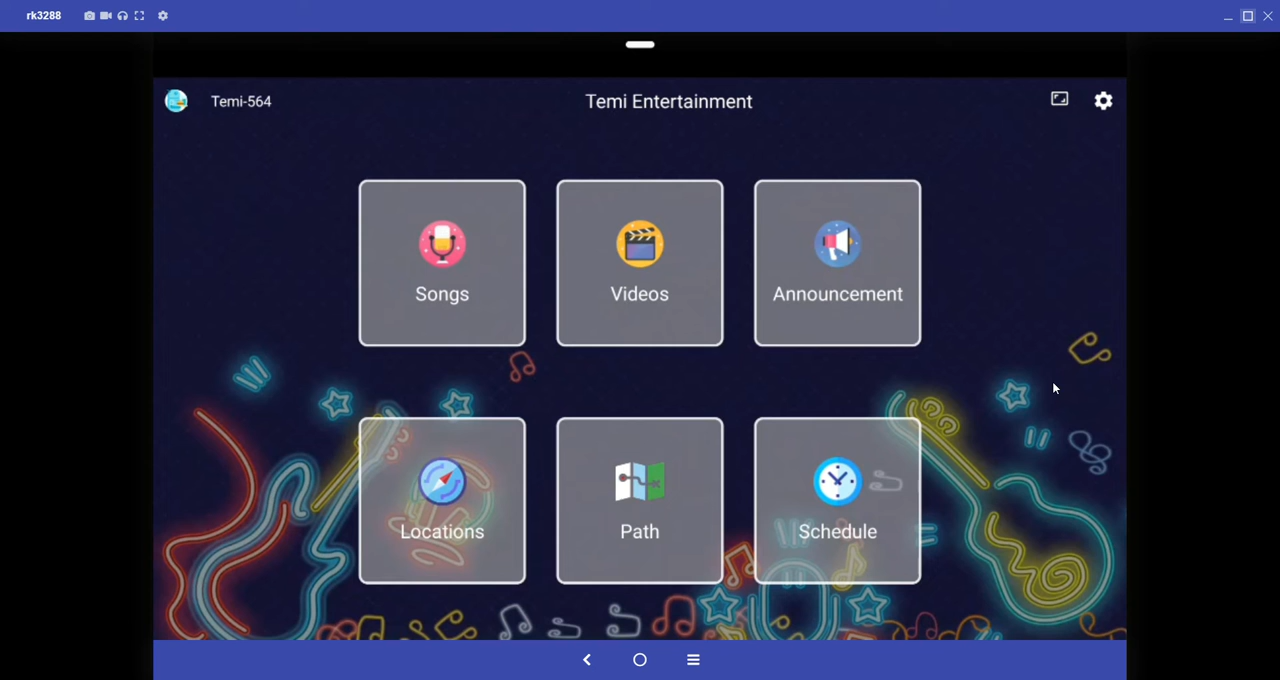 rk3288
Temi-564
Temi Entertainment
Songs
Videos
Announcement
Locations
Path
Schedule